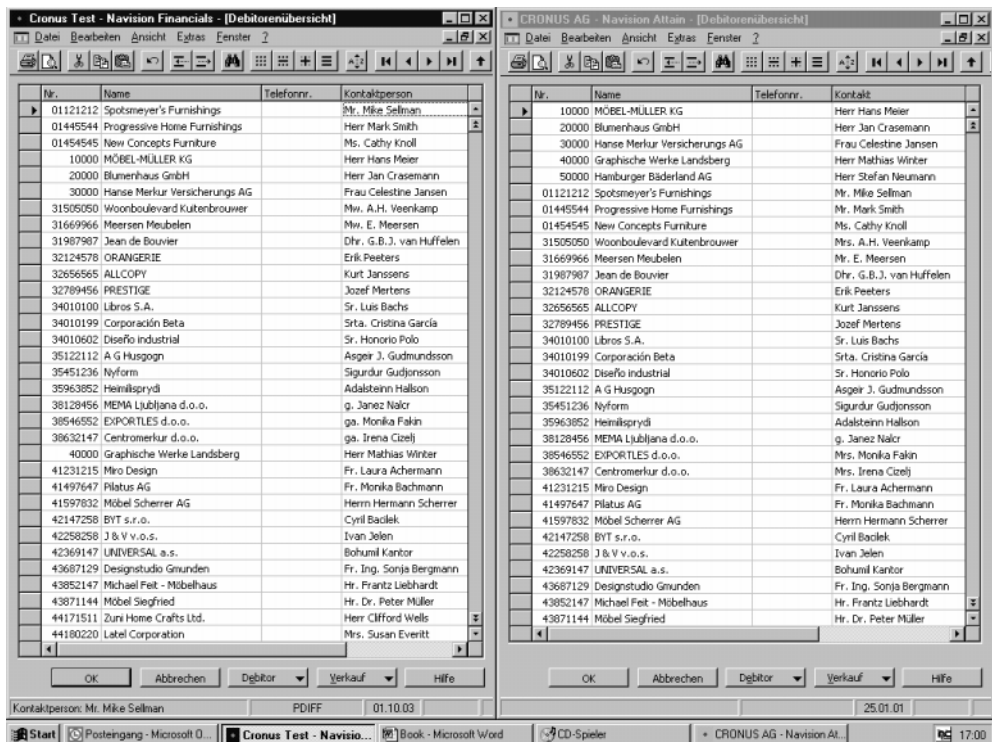 Cronus Test - Navision Financials - [Debitorenübersicht]
Datei Bearbeiten Ansicht Extras Fenster ?
Nr. Name Telefonnr. Kontaktperson
01121212 Spotsmeyer's Furnishings Mr. Mike Sellman
01445544 Progressive Home Furnishings Herr Mark Smith
01454545 New Concepts Furniture Ms. Cathy Knoll
10000 MÖBEL-MÜLLER KG Herr Hans Meier
20000 Blumenhaus GmbH Herr Jan Crasemann
30000 Hanse Merkur Versicherungs AG Frau Celestine Jansen
31505050 Woonboulevard Kuitenbrouwer Mw. A.H. Veenkamp
31669966 Meersen Meubelen Mw. E. Meersen
31987987 Jean de Bouvier Dhr. G.B.J. van Huffelen
32124578 ORANGERIE Erik Peeters
32656565 ALLCOPY Kurt Janssens
32789456 PRESTIGE Jozef Mertens
34010100 Libros S.A. Sr. Luis Bachs
34010199 Corporación Beta Srta. Cristina García
34010602 Diseño industrial Sr. Honorio Polo
35122112 A G Husgogn Asgeir J. Gudmundsson
35451236 Nyform Sigurdur Gudjonsson
35963852 Heimilisprydi Adalsteinn Hallson
38128456 MEMA Ljubljana d.o.o. g. Janez Nalcr
38546552 EXPORTLES d.o.o. ga. Monika Fakin
38632147 Centromerkur d.o.o. ga. Irena Cizelj
40000 Graphische Werke Landsberg Herr Mathias Winter
41231215 Miro Design Fr. Laura Achermann
41497647 Pilatus AG Fr. Monika Bachmann
41597832 Möbel Scherrer AG Herrn Hermann Scherrer
42147258 BYT s.r.o. Cyril Bacilek
42258258 J & V v.o.s. Ivan Jelen
42369147 UNIVERSAL a.s. Bohumil Kantor
43687129 Designstudio Gmunden Fr. Ing. Sonja Bergmann
43852147 Michael Feit - Möbelhaus Hr. Frantz Liebhardt
43871144 Möbel Siegfried Hr. Dr. Peter Müller
44171511 Zuni Home Crafts Ltd. Herr Clifford Wells
44180220 Latel Corporation Mrs. Susan Everitt
OK Abbrechen Debitor Verkauf Hilfe
Kontaktperson: Mr. Mike Sellman PDIFF 01.10.03
CRONUS AG - Navision Attain - [Debitorenübersicht]
Datei Bearbeiten Ansicht Extras Fenster ?
Nr. Name Telefonnr. Kontakt
10000 MÖBEL-MÜLLER KG Herr Hans Meier
20000 Blumenhaus GmbH Herr Jan Crasemann
30000 Hanse Merkur Versicherungs AG Frau Celestine Jansen
40000 Graphische Werke Landsberg Herr Mathias Winter
50000 Hamburger Bäderland AG Herr Stefan Neumann
01121212 Spotsmeyer's Furnishings Mr. Mike Sellman
01445544 Progressive Home Furnishings Mr. Mark Smith
01454545 New Concepts Furniture Ms. Cathy Knoll
31505050 Woonboulevard Kuitenbrouwer Mrs. A.H. Veenkamp
31669966 Meersen Meubelen Mr. E. Meersen
31987987 Jean de Bouvier Dhr. G.B.J. van Huffelen
32124578 ORANGERIE Erik Peeters
32656565 ALLCOPY Kurt Janssens
32789456 PRESTIGE Jozef Mertens
34010100 Libros S.A. Sr. Luis Bachs
34010199 Corporación Beta Srta. Cristina García
34010602 Diseño industrial Sr. Honorio Polo
35122112 A G Husgogn Asgeir J. Gudmundsson
35451236 Nyform Sigurdur Gudjonsson
35963852 Heimilisprydi Adalsteinn Hallson
38128456 MEMA Ljubljana d.o.o. g. Janez Nalcr
38546552 EXPORTLES d.o.o. Mrs. Monika Fakin
38632147 Centromerkur d.o.o. Mrs. Irena Cizelj
41231215 Miro Design Fr. Laura Achermann
41497647 Pilatus AG Fr. Monika Bachmann
41597832 Möbel Scherrer AG Herrn Hermann Scherrer
42147258 BYT s.r.o. Cyril Bacilek
42258258 J & V v.o.s. Ivan Jelen
42369147 UNIVERSAL a.s. Bohumil Kantor
43687129 Designstudio Gmunden Fr. Ing. Sonja Bergmann
43852147 Michael Feit - Möbelhaus Hr. Frantz Liebhardt
43871144 Möbel Siegfried Hr. Dr. Peter Müller
OK Abbrechen Debitor Verkauf Hilfe
25.01.01
Start Posteingang - Microsoft O... Cronus Test - Navisio... Book - Microsoft Word CD-Spieler CRONUS AG - Navision At... 17:00